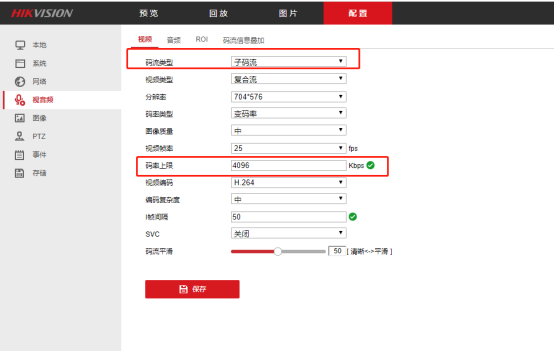 HIKVISION 预览 回放 图片 配置
本地
系统
网络
视音频
图像
PTZ
事件
存储
视频 音频 ROI 码流信息叠加
码流类型 子码流
视频类型 复合流
分辨率 704*576
码率类型 变码率
图像质量 中
视频帧率 25 fps
码率上限 4096 Kbps
视频编码 H.264
编码复杂度 中
I帧间隔 50
SVC 关闭
码流平滑 50 [ 清晰<->平滑 ]
保存